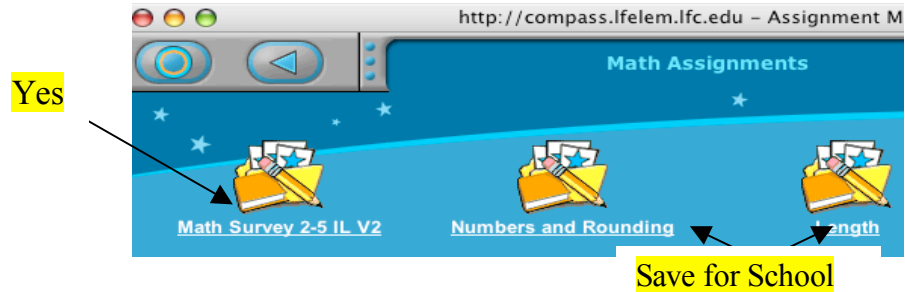 http://compass.lfelem.lfc.edu – Assignment M
Math Assignments
Yes
Math Survey 2-5 IL V2
Numbers and Rounding
Length
Save for School